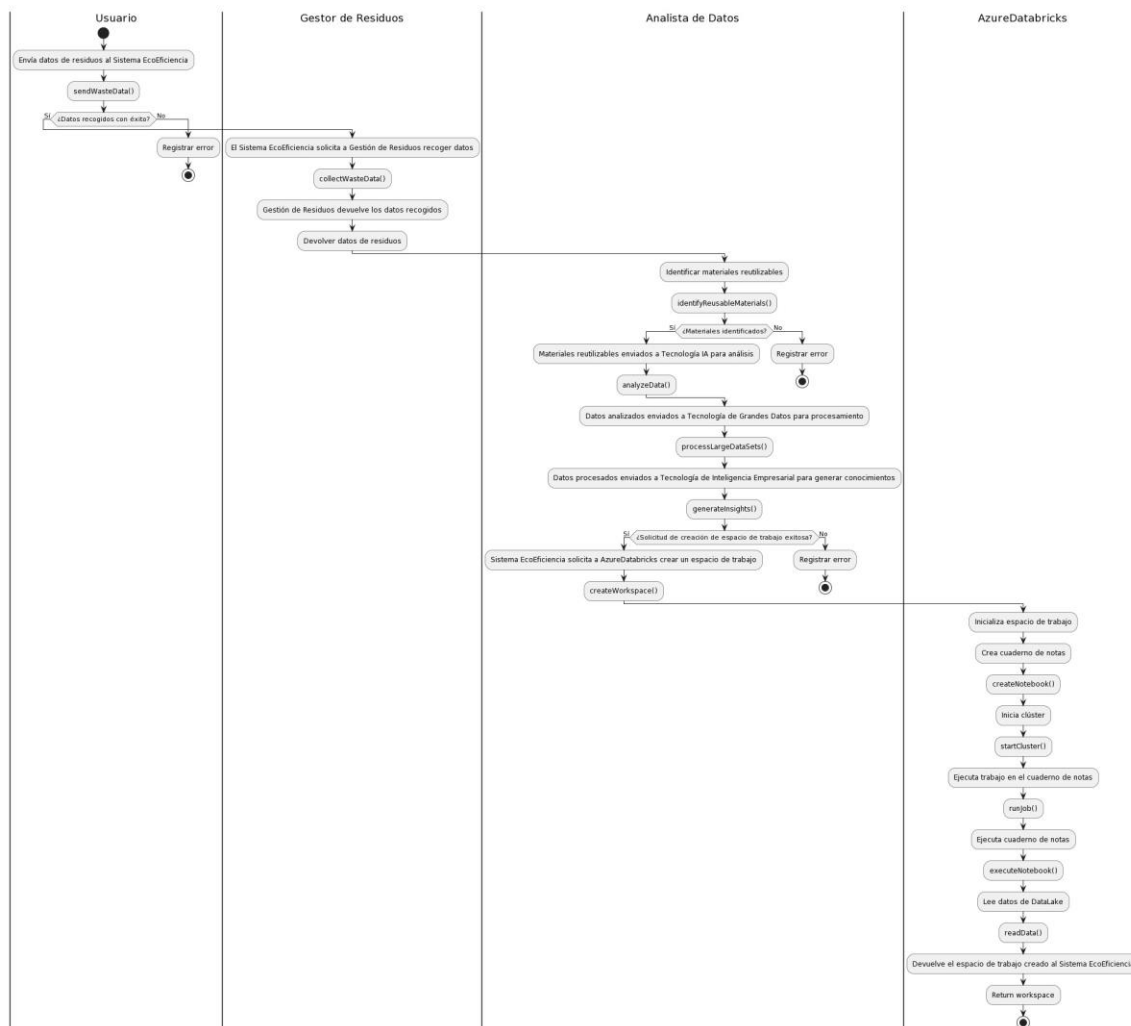 Usuario
Gestor de Residuos
Analista de Datos
AzureDatabricks
Envía datos de residuos al Sistema EcoEficiencia
sendWasteData()
Sí
¿Datos recogidos con éxito?
No
Registrar error
El Sistema EcoEficiencia solicita a Gestión de Residuos recoger datos
collectWasteData()
Gestión de Residuos devuelve los datos recogidos
Devolver datos de residuos
Identificar materiales reutilizables
identifyReusableMaterials()
Sí
¿Materiales identificados?
No
Materiales reutilizables enviados a Tecnología IA para análisis
Registrar error
analyzeData()
Datos analizados enviados a Tecnología de Grandes Datos para procesamiento
processLargeDataSets()
Datos procesados enviados a Tecnología de Inteligencia Empresarial para generar conocimientos
generateInsights()
Sí
¿Solicitud de creación de espacio de trabajo exitosa?
No
Sistema EcoEficiencia solicita a AzureDatabricks crear un espacio de trabajo
Registrar error
createWorkspace()
Inicializa espacio de trabajo
Crea cuaderno de notas
createNotebook()
Inicia clúster
startCluster()
Ejecuta trabajo en el cuaderno de notas
runJob()
Ejecuta cuaderno de notas
executeNotebook()
Lee datos de DataLake
readData()
Devuelve el espacio de trabajo creado al Sistema EcoEficiencia
Return workspace